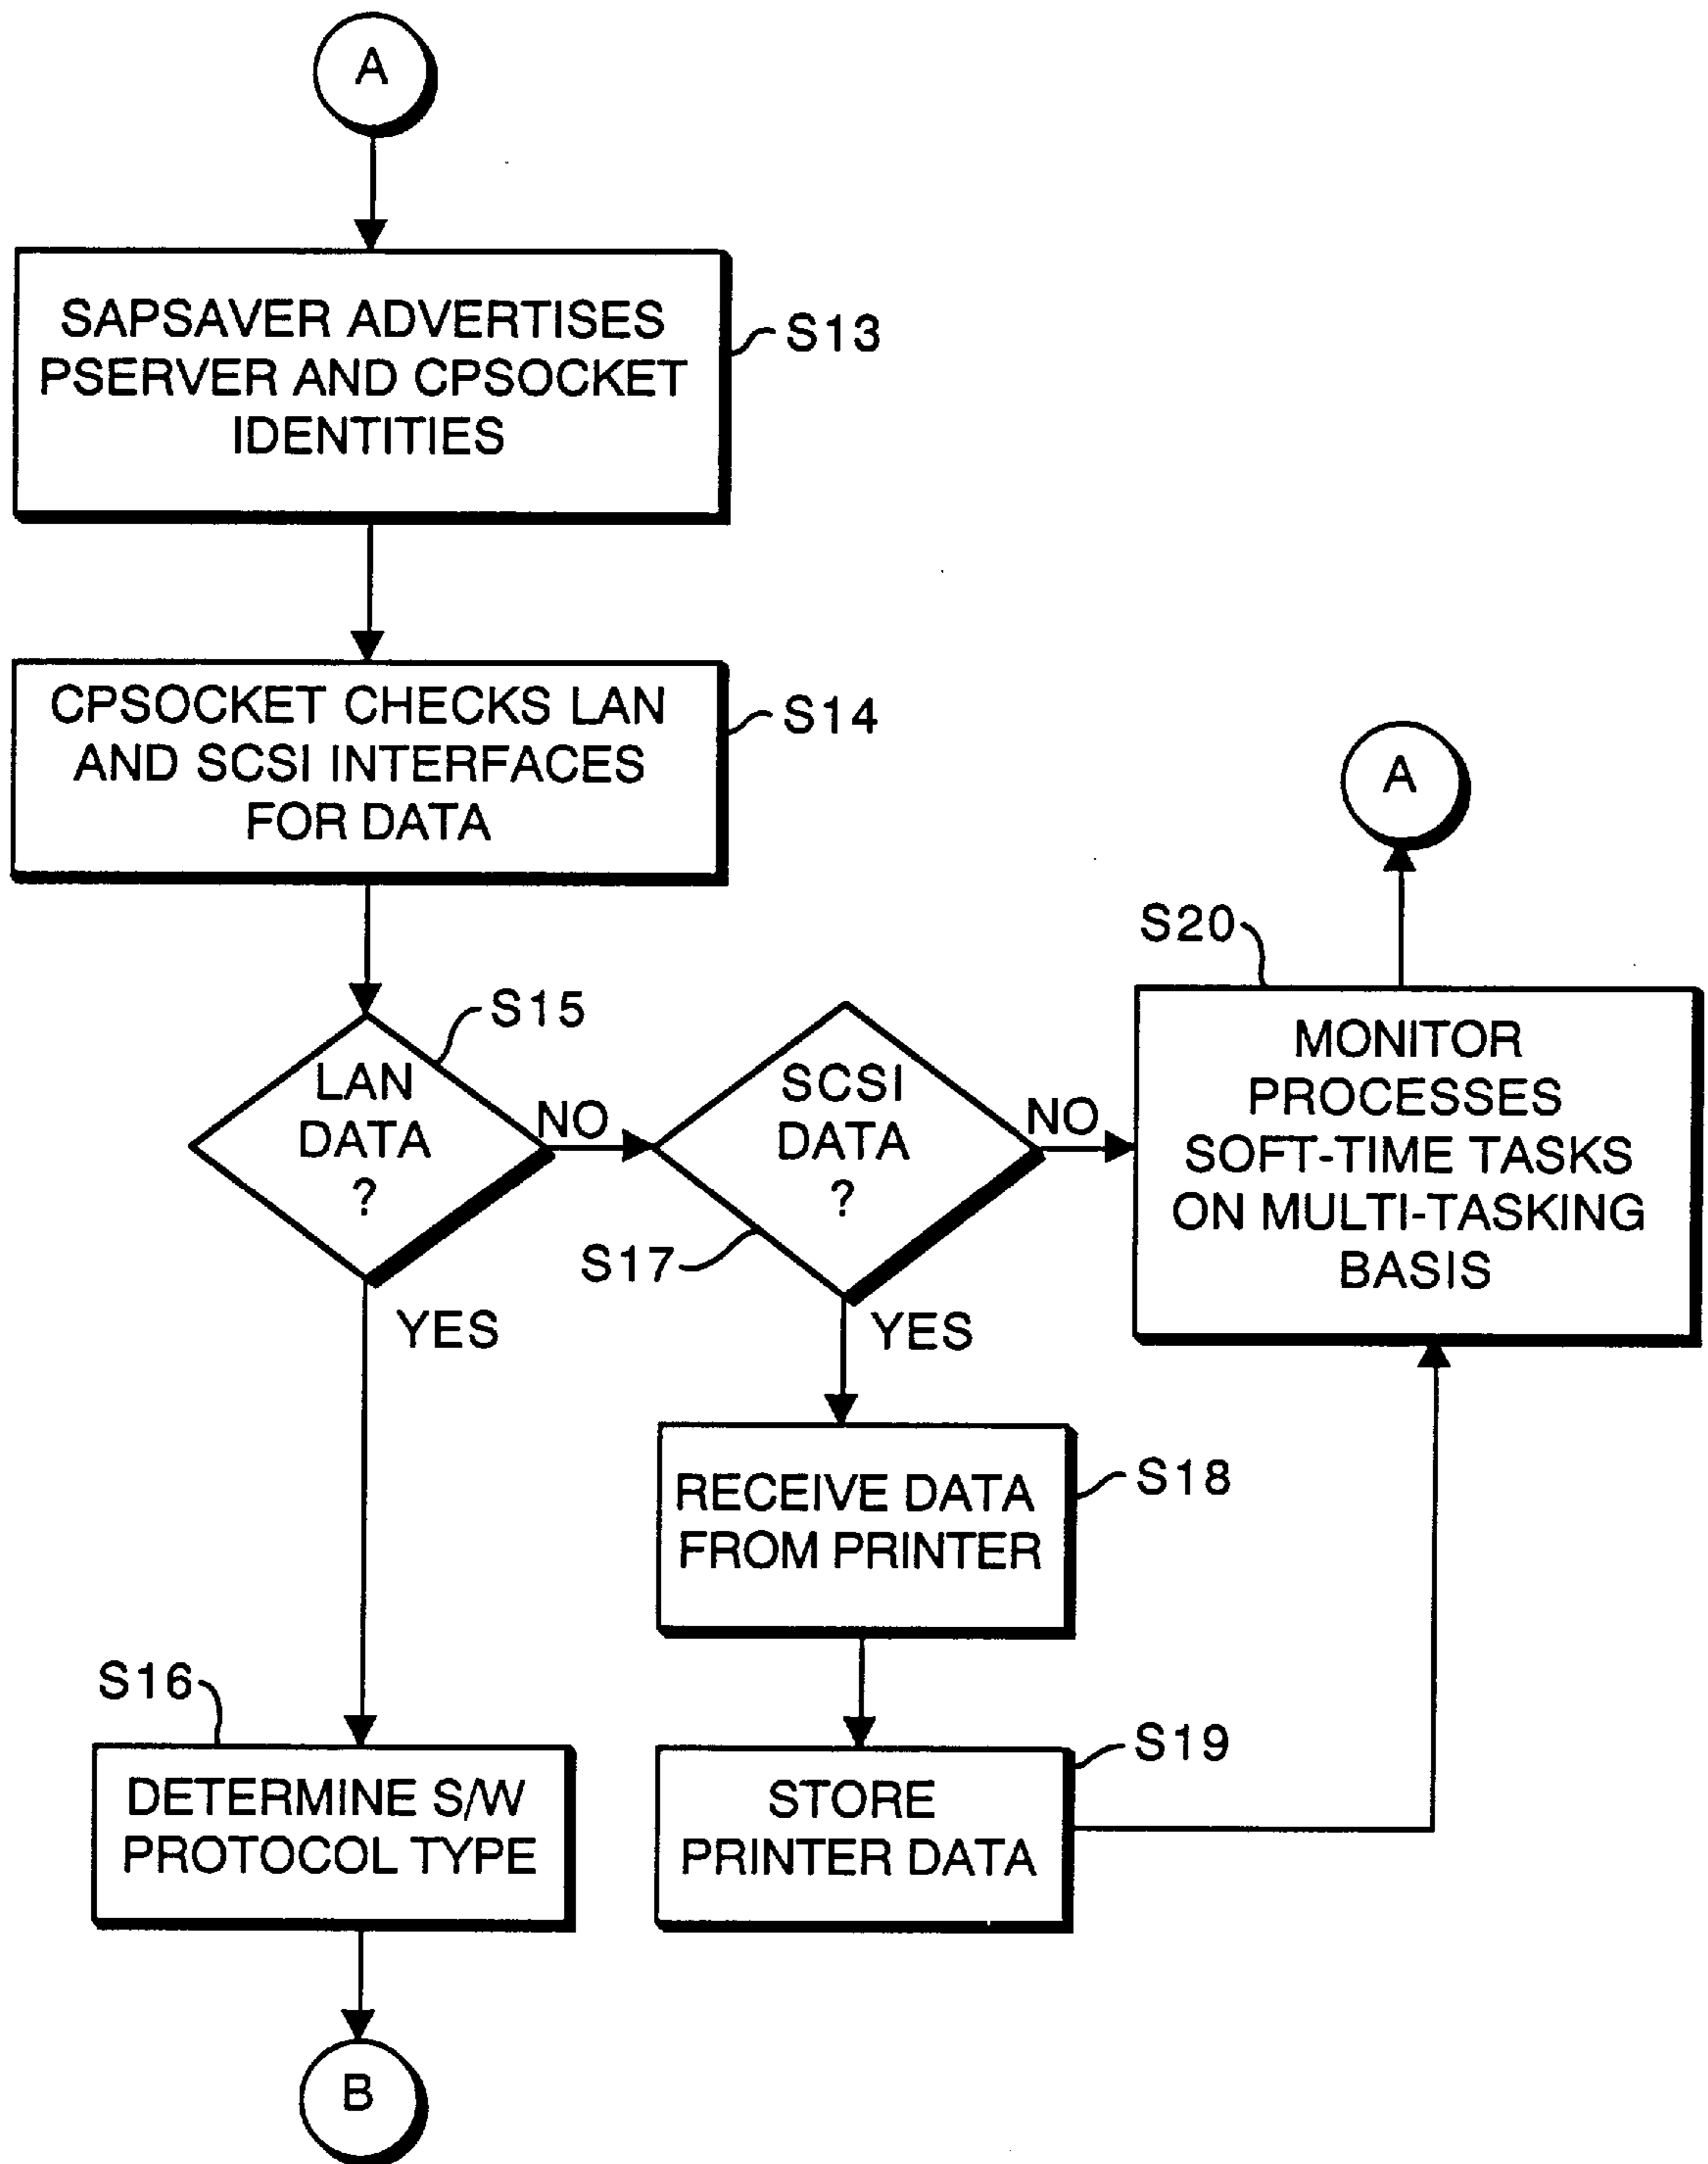 A
SAPSAVER ADVERTISES
PSERVER AND CPSOCKET
IDENTITIES
S13
CPSOCKET CHECKS LAN
AND SCSI INTERFACES
FOR DATA
S14
A
S20
S15
LAN
DATA
?
NO
YES
SCSI
DATA
?
S17
NO
YES
MONITOR
PROCESSES
SOFT-TIME TASKS
ON MULTI-TASKING
BASIS
RECEIVE DATA
FROM PRINTER
S18
S16
DETERMINE S/W
PROTOCOL TYPE
STORE
PRINTER DATA
S19
B